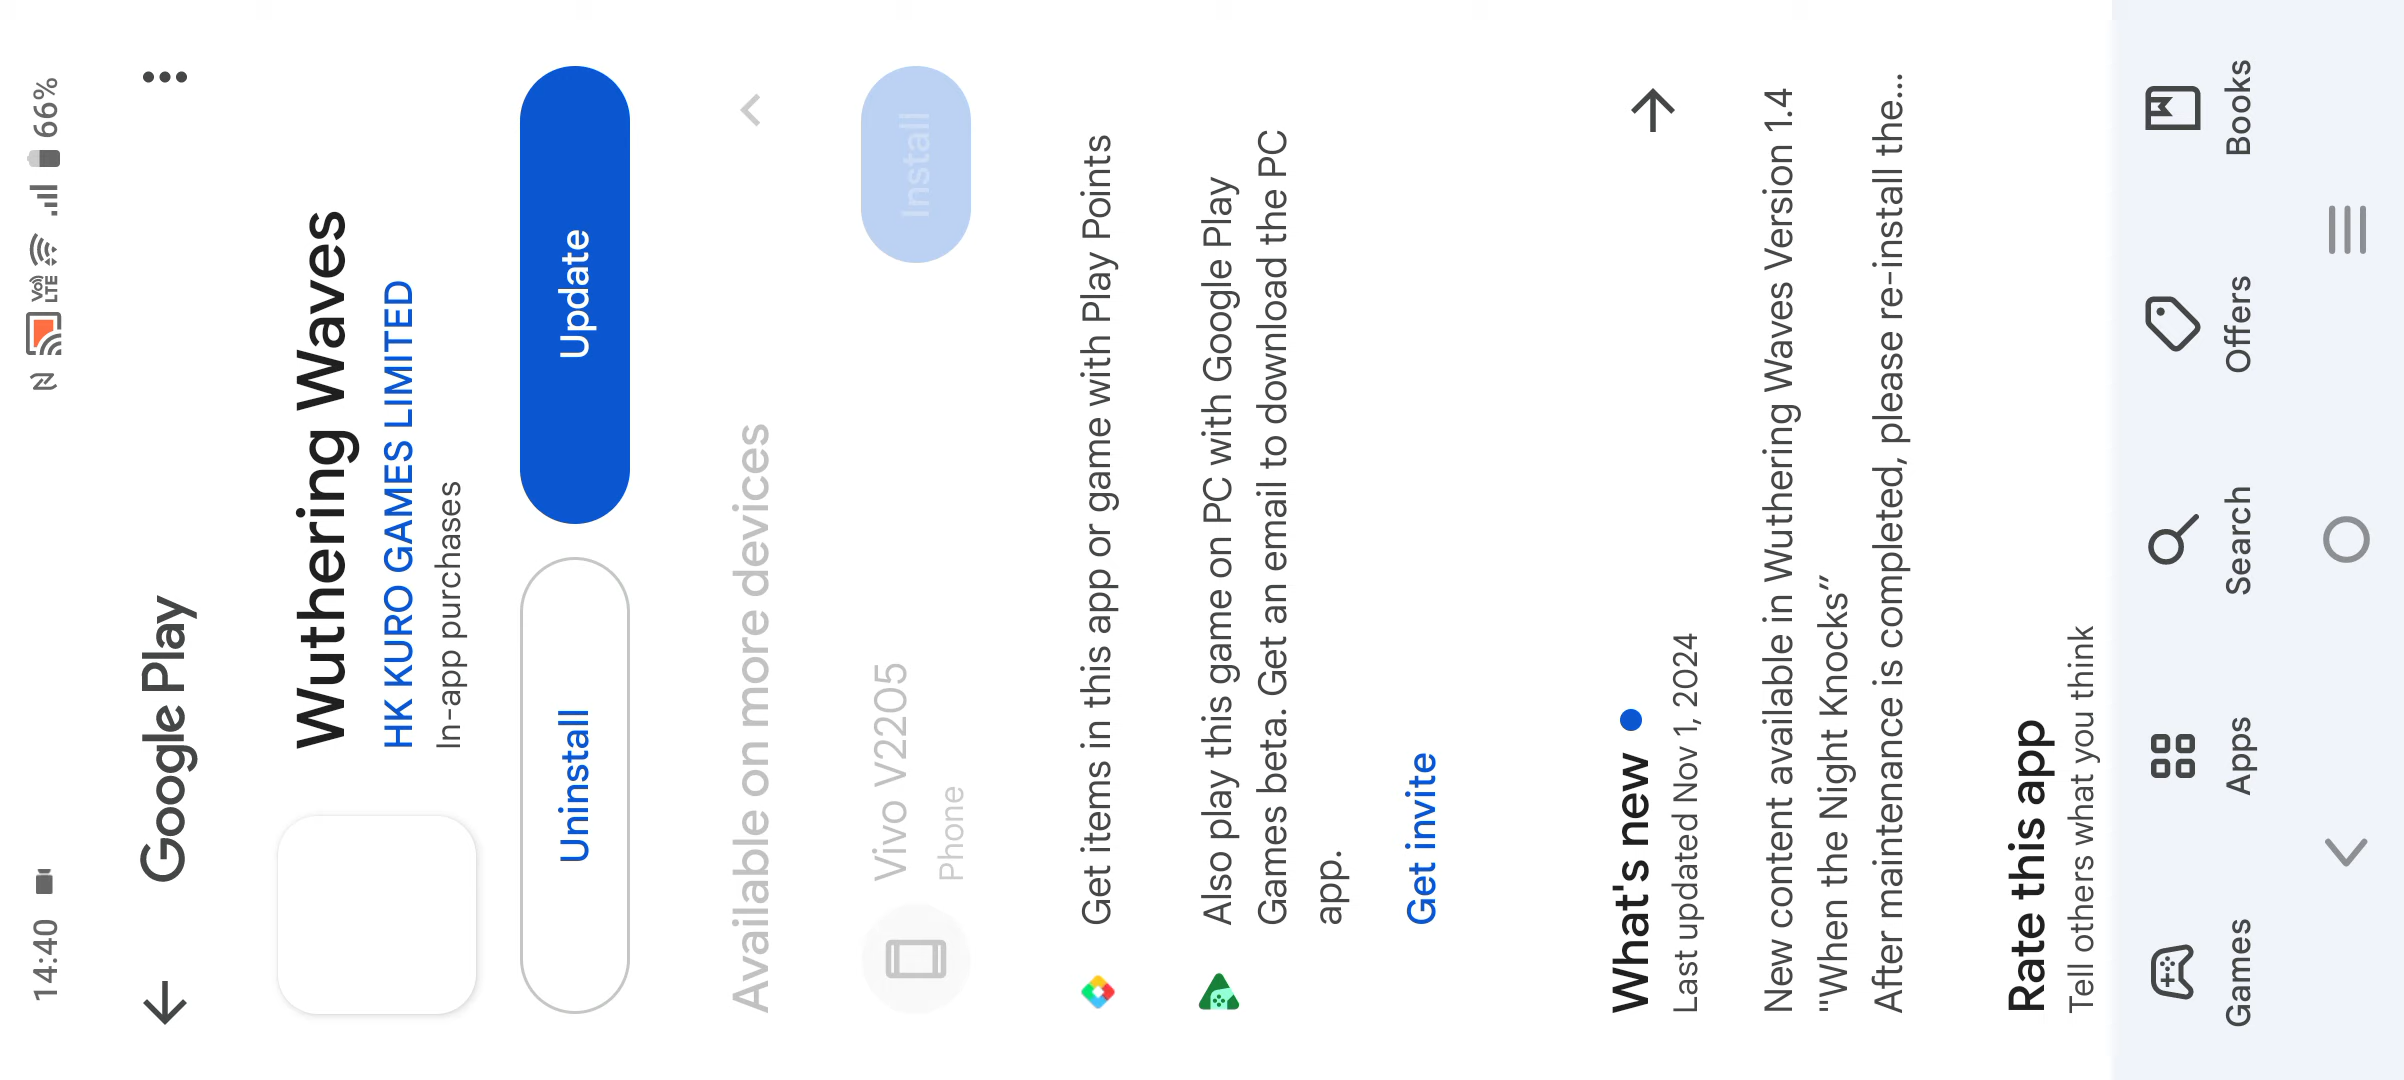 14:40
Vo)) LTE
66%
Google Play
Wuthering Waves
HK KURO GAMES LIMITED
In-app purchases
Uninstall
Update
Available on more devices
Vivo V2205
Phone
Install
Get items in this app or game with Play Points
Also play this game on PC with Google Play
Games beta. Get an email to download the PC
app.
Get invite
What's new
Last updated Nov 1, 2024
New content available in Wuthering Waves Version 1.4
"When the Night Knocks”
After maintenance is completed, please re-install the...
Rate this app
Tell others what you think
Games
Apps
Search
Offers
Books